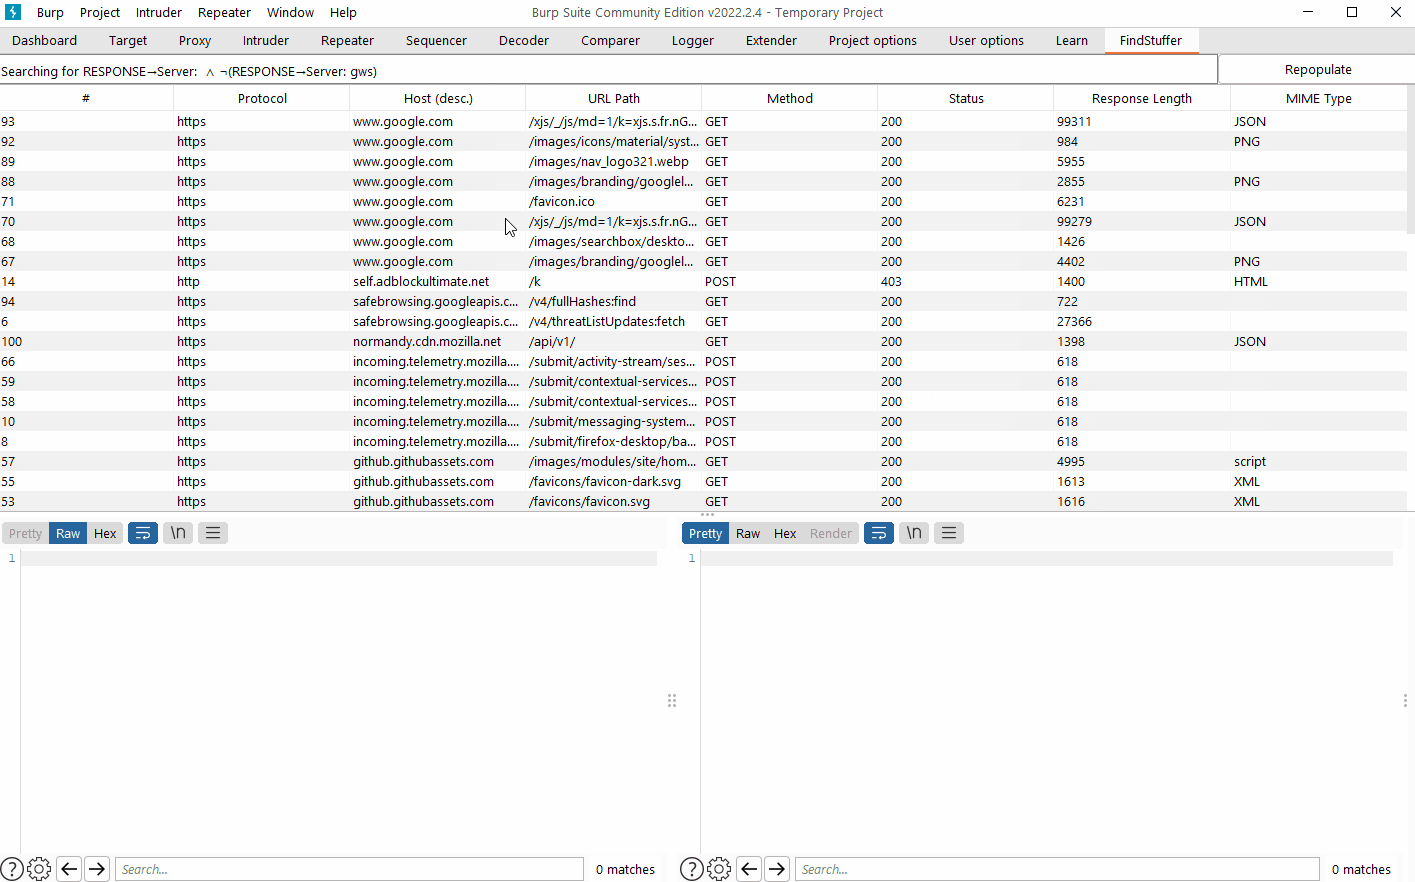 Burp Project Intruder Repeater Window Help Burp Suite Community Edition v2022.2.4 - Temporary Project
Dashboard Target Proxy Intruder Repeater Sequencer Decoder Comparer Logger Extender Project options User options Learn FindStuffer
Searching for RESPONSE→Server: ∧ ¬(RESPONSE→Server: gws) Repopulate
# Protocol Host (desc.) URL Path Method Status Response Length MIME Type
93 https www.google.com /xjs/_/js/md=1/k=xjs.s.fr.nG... GET 200 99311 JSON
92 https www.google.com /images/icons/material/syst... GET 200 984 PNG
89 https www.google.com /images/nav_logo321.webp GET 200 5955
88 https www.google.com /images/branding/googlel... GET 200 2855 PNG
71 https www.google.com /favicon.ico GET 200 6231
70 https www.google.com /xjs/_/js/md=1/k=xjs.s.fr.nG... GET 200 99279 JSON
68 https www.google.com /images/searchbox/deskto... GET 200 1426
67 https www.google.com /images/branding/googlel... GET 200 4402 PNG
14 http self.adblockultimate.net /k POST 403 1400 HTML
94 https safebrowsing.googleapis.c... /v4/fullHashes:find GET 200 722
6 https safebrowsing.googleapis.c... /v4/threatListUpdates:fetch GET 200 27366
100 https normandy.cdn.mozilla.net /api/v1/ GET 200 1398 JSON
66 https incoming.telemetry.mozilla.... /submit/activity-stream/ses... POST 200 618
59 https incoming.telemetry.mozilla.... /submit/contextual-services... POST 200 618
58 https incoming.telemetry.mozilla.... /submit/contextual-services... POST 200 618
10 https incoming.telemetry.mozilla.... /submit/messaging-system... POST 200 618
8 https incoming.telemetry.mozilla.... /submit/firefox-desktop/ba... POST 200 618
57 https github.githubassets.com /images/modules/site/hom... GET 200 4995 script
55 https github.githubassets.com /favicons/favicon-dark.svg GET 200 1613 XML
53 https github.githubassets.com /favicons/favicon.svg GET 200 1616 XML
Pretty Raw Hex \n Pretty Raw Hex Render \n
1 1
? Search... 0 matches ? Search... 0 matches